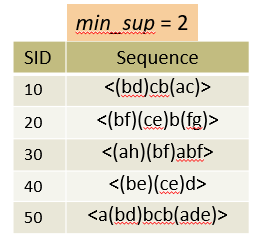 min_sup = 2
SID Sequence
10 <(bd)cb(ac)>
20 <(bf)(ce)b(fg)>
30 <(ah)(bf)abf>
40 <(be)(ce)d>
50 <a(bd)bcb(ade)>